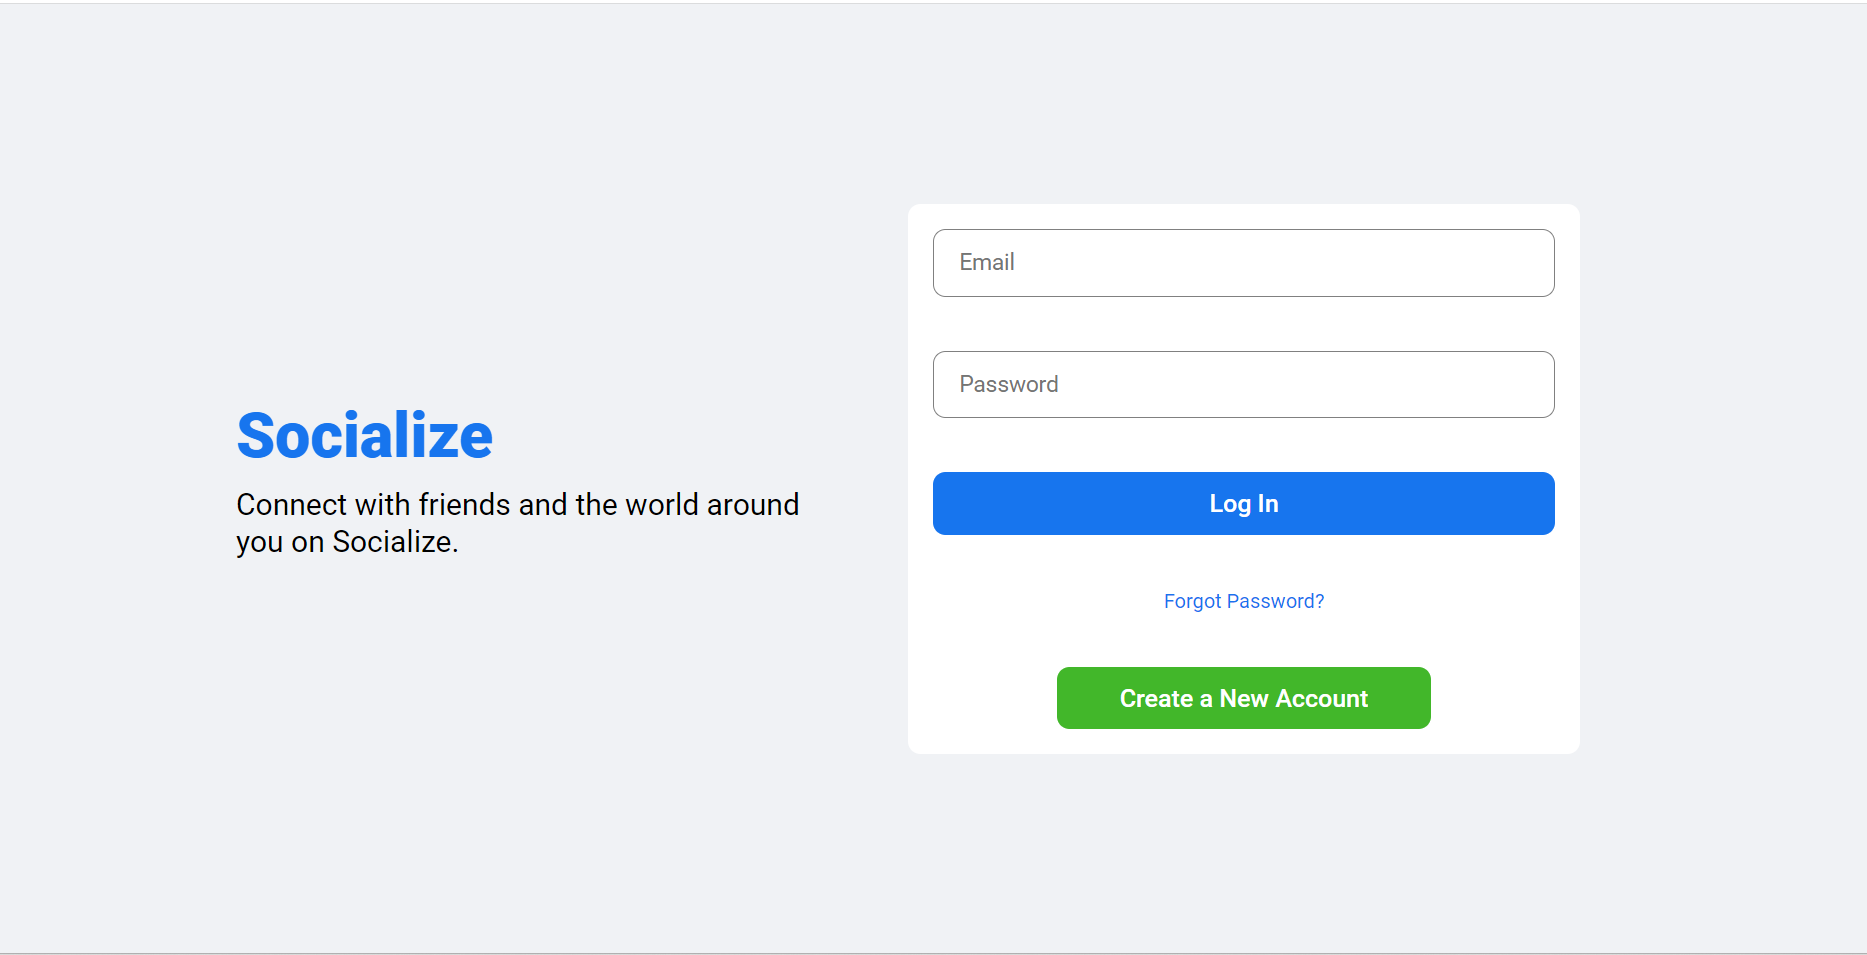 Socialize
Connect with friends and the world around
you on Socialize.
Email
Password
Log In
Forgot Password?
Create a New Account